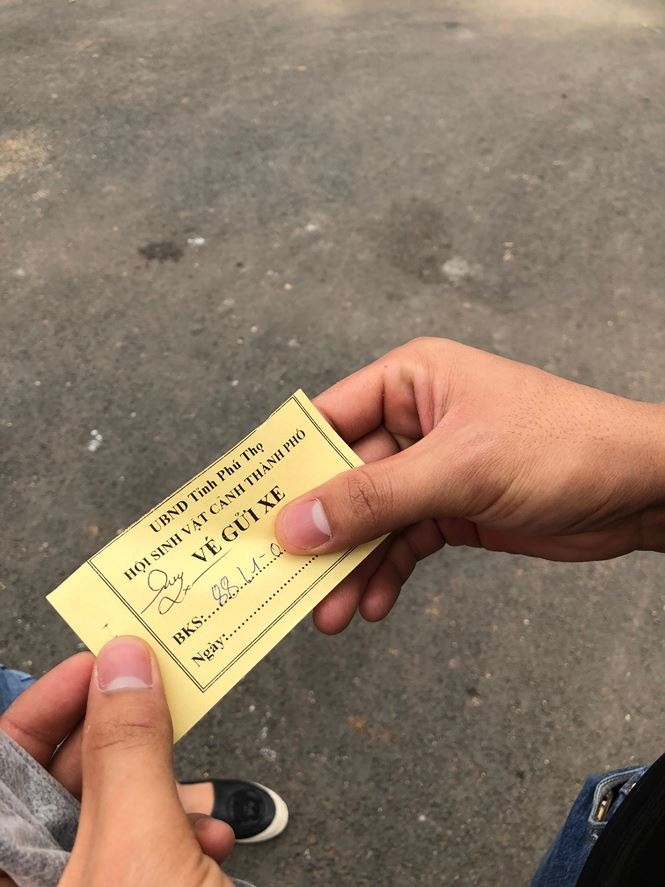 UBND Tỉnh Phú Thọ
HỘI SINH VẬT CẢNH THÀNH PHỐ
VÉ GỬI XE
BKS:
Ngày: